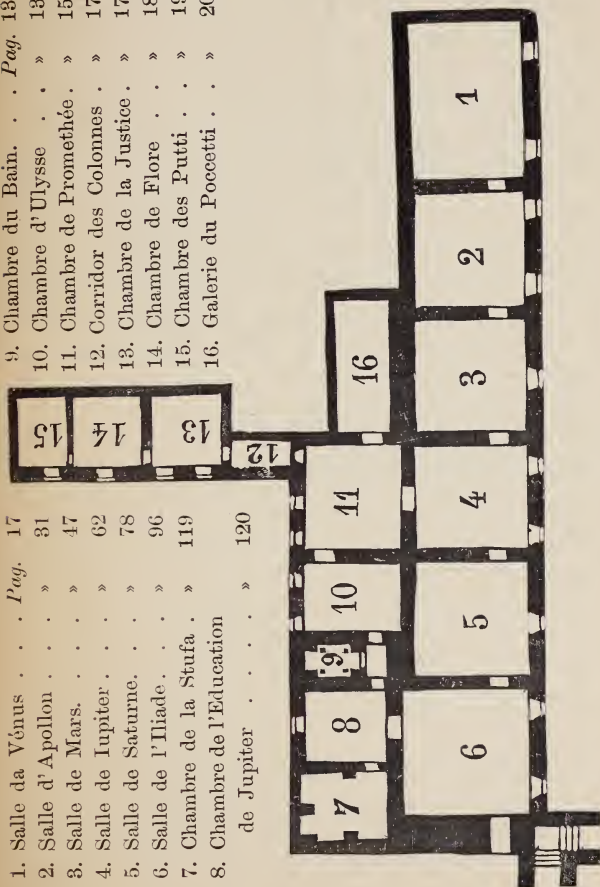 1. Salle da Vénus . . . Pag. 17
2. Salle d'Apollon . . . » 31
3. Salle de Mars. . . . » 47
4. Salle de Iupiter . . . » 62
5. Salle de Saturne. . . » 78
6. Salle de l'Iliade. . . » 96
7. Chambre de la Stufa . » 119
8. Chambre de l'Education
de Jupiter . . . . » 120
9. Chambre du Bain. . . Pag.
10. Chambre d'Ulysse . . »
11. Chambre de Promethée . »
12. Corridor des Colonnes . »
13. Chambre de la Justice . »
14. Chambre de Flore . . »
15. Chambre des Putti . . »
16. Galerie du Poccetti . . »
15
14
13
12
16
11
10
9
8
7
1
2
3
4
5
6